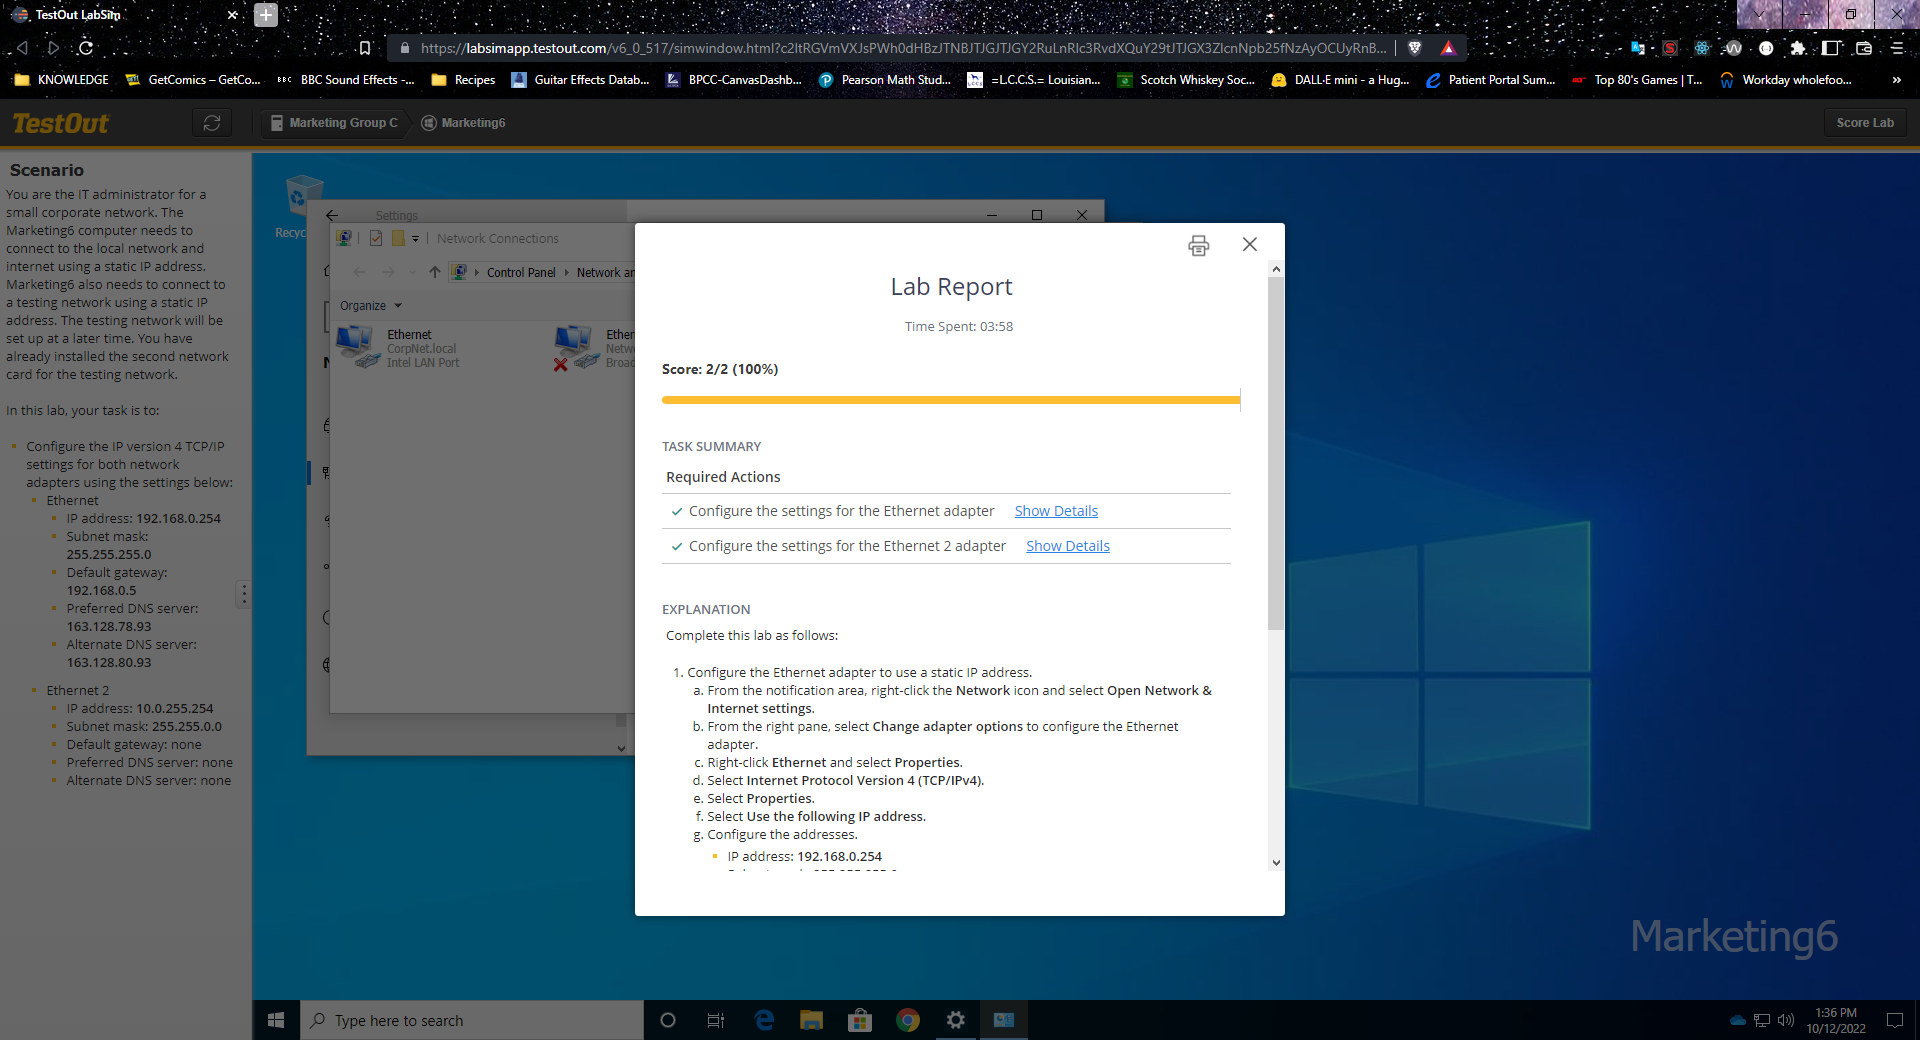 TestOut LabSim
https://labsimapp.testout.com/v6_0_517/simwindow.html?c2ltRGVmVXJsPWh0dHBzJTNBJTJGJTJGY2RuLnRlc3RvdXQuY29tJTJGX3ZlcnNpb25fNzAyOCUyRnB...
KNOWLEDGE
GetComics – GetCo...
BBC BBC Sound Effects -...
Recipes
Guitar Effects Datab...
BPCC-CanvasDashb...
Pearson Math Stud...
=L.C.C.S.= Louisian...
Scotch Whiskey Soc...
DALL·E mini - a Hug...
Patient Portal Sum...
Top 80's Games | T...
Workday wholefoo...
»
TestOut
Marketing Group C
Marketing6
Score Lab
Scenario
You are the IT administrator for a
small corporate network. The
Marketing6 computer needs to
connect to the local network and
internet using a static IP address.
Marketing6 also needs to connect to
a testing network using a static IP
address. The testing network will be
set up at a later time. You have
already installed the second network
card for the testing network.
In this lab, your task is to:
Configure the IP version 4 TCP/IP
settings for both network
adapters using the settings below:
Ethernet
IP address: 192.168.0.254
Subnet mask:
255.255.255.0
Default gateway:
192.168.0.5
Preferred DNS server:
163.128.78.93
Alternate DNS server:
163.128.80.93
Ethernet 2
IP address: 10.0.255.254
Subnet mask: 255.255.0.0
Default gateway: none
Preferred DNS server: none
Alternate DNS server: none
Recyc
Settings
Network Connections
Control Panel
Network an
Organize
Ethernet
CorpNet.local
Intel LAN Port
Ether
Netwo
Broad
Lab Report
Time Spent: 03:58
Score: 2/2 (100%)
TASK SUMMARY
Required Actions
Configure the settings for the Ethernet adapter Show Details
Configure the settings for the Ethernet 2 adapter Show Details
EXPLANATION
Complete this lab as follows:
1. Configure the Ethernet adapter to use a static IP address.
a. From the notification area, right-click the Network icon and select Open Network &
Internet settings.
b. From the right pane, select Change adapter options to configure the Ethernet
adapter.
c. Right-click Ethernet and select Properties.
d. Select Internet Protocol Version 4 (TCP/IPv4).
e. Select Properties.
f. Select Use the following IP address.
g. Configure the addresses.
IP address: 192.168.0.254
Marketing6
Type here to search
1:36 PM
10/12/2022